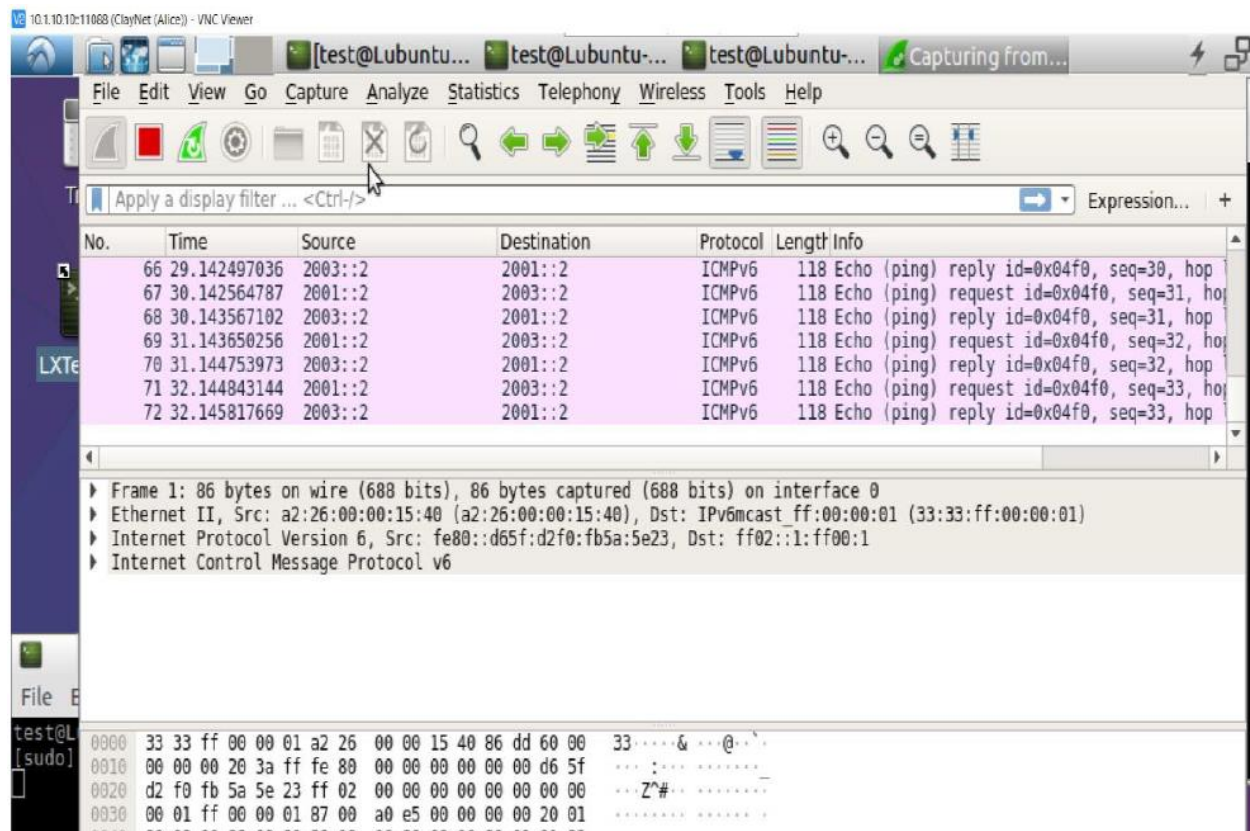 10.1.10.10::11088 (ClayNet (Alice)) - VNC Viewer
[test@Lubuntu... test@Lubuntu-... test@Lubuntu-... Capturing from...
File Edit View Go Capture Analyze Statistics Telephony Wireless Tools Help
Apply a display filter ... <Ctrl-/> Expression... +
No. Time Source Destination Protocol Length Info
66 29.142497036 2003::2 2001::2 ICMPv6 118 Echo (ping) reply id=0x04f0, seq=30, hop
67 30.142564787 2001::2 2003::2 ICMPv6 118 Echo (ping) request id=0x04f0, seq=31, hop
68 30.143567102 2003::2 2001::2 ICMPv6 118 Echo (ping) reply id=0x04f0, seq=31, hop
69 31.143650256 2001::2 2003::2 ICMPv6 118 Echo (ping) request id=0x04f0, seq=32, hop
70 31.144753973 2003::2 2001::2 ICMPv6 118 Echo (ping) reply id=0x04f0, seq=32, hop
71 32.144843144 2001::2 2003::2 ICMPv6 118 Echo (ping) request id=0x04f0, seq=33, hop
72 32.145817669 2003::2 2001::2 ICMPv6 118 Echo (ping) reply id=0x04f0, seq=33, hop
LXTe
Frame 1: 86 bytes on wire (688 bits), 86 bytes captured (688 bits) on interface 0
Ethernet II, Src: a2:26:00:00:15:40 (a2:26:00:00:15:40), Dst: IPv6mcast_ff:00:00:01 (33:33:ff:00:00:01)
Internet Protocol Version 6, Src: fe80::d65f:d2f0:fb5a:5e23, Dst: ff02::1:ff00:1
Internet Control Message Protocol v6
File E
test@L
[sudo]
0000 33 33 ff 00 00 01 a2 26 00 00 15 40 86 dd 60 00 33·····& ···@··`·
0010 00 00 00 20 3a ff fe 80 00 00 00 00 00 00 d6 5f ··· :··· ·······_
0020 d2 f0 fb 5a 5e 23 ff 02 00 00 00 00 00 00 00 00 ···Z^#·· ········
0030 00 01 ff 00 00 01 87 00 a0 e5 00 00 00 00 20 01 ········ ······ ·